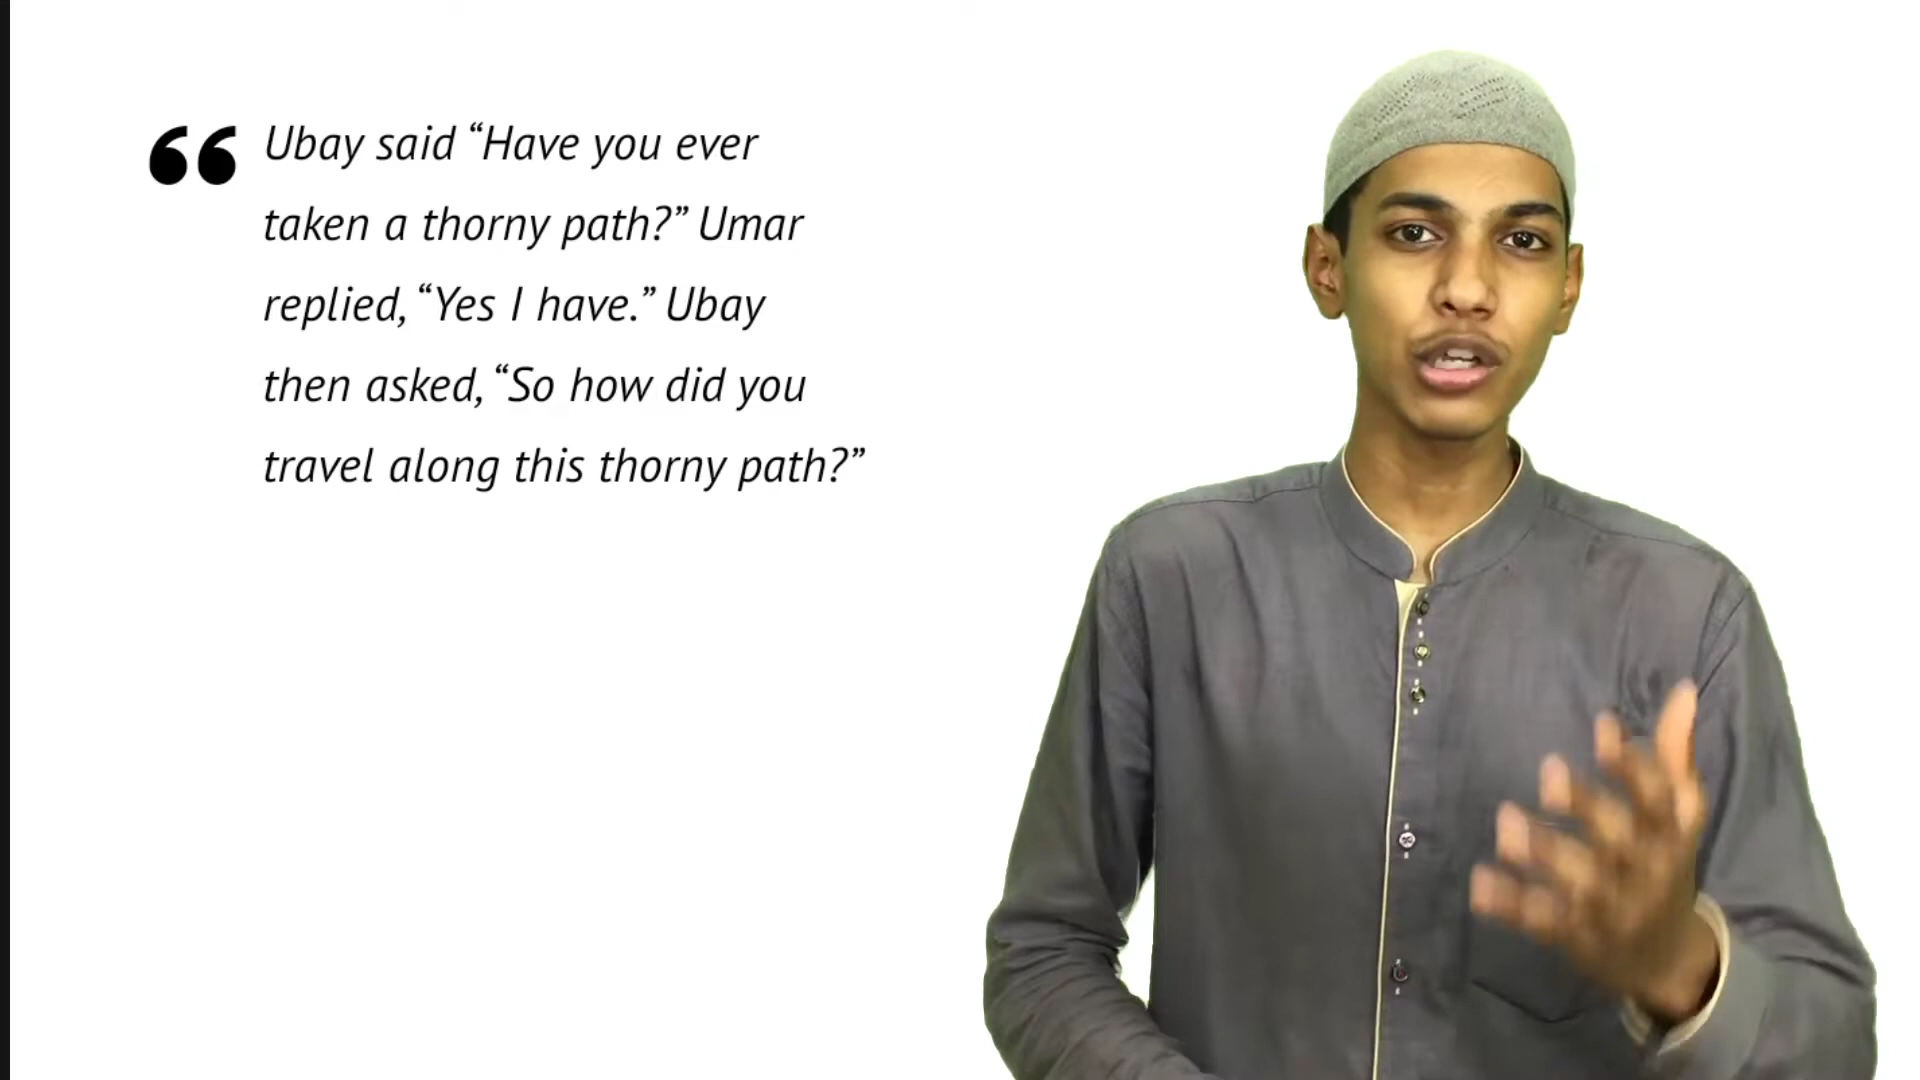 “ Ubay said “Have you ever
taken a thorny path?” Umar
replied, “Yes I have.” Ubay
then asked, “So how did you
travel along this thorny path?”